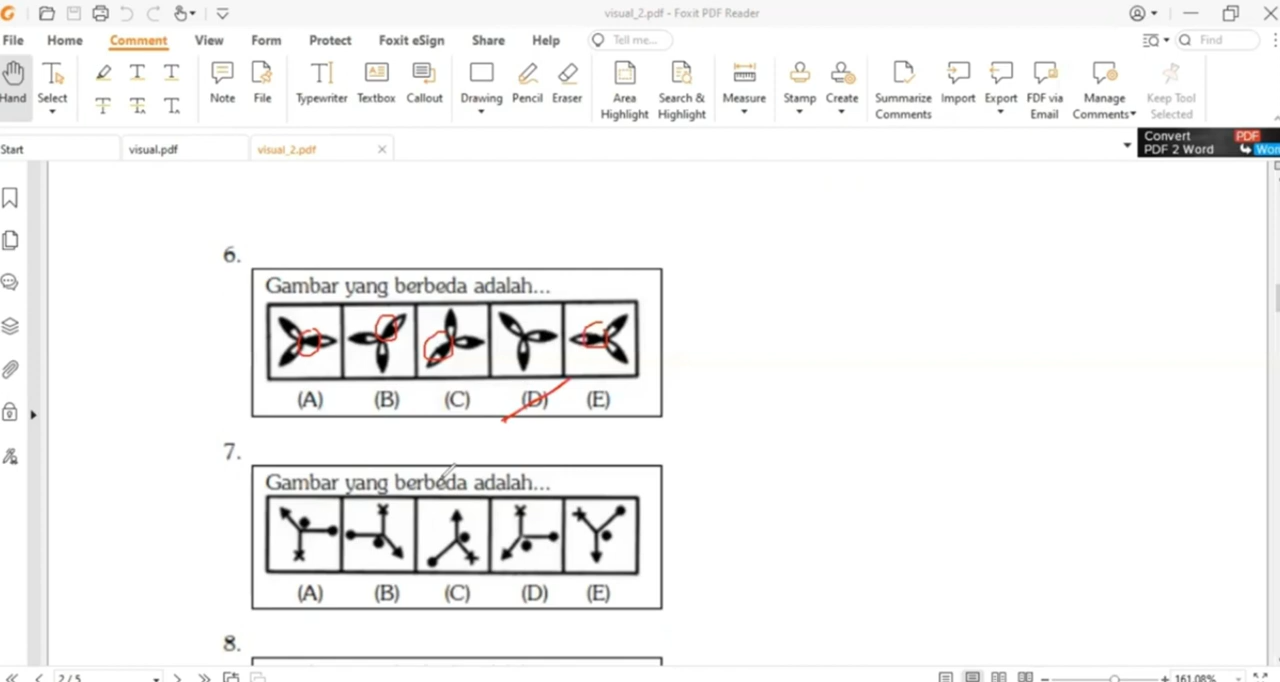 visual_2.pdf - Foxit PDF Reader
File Home Comment View Form Protect Foxit eSign Share Help Tell me... Find
Hand Select Note File Typewriter Textbox Callout Drawing Pencil Eraser Area Highlight Search & Highlight Measure Stamp Create Summarize Comments Import Export FDF via Email Manage Comments Keep Tool Selected
Convert PDF
PDF 2 Word
Start visual.pdf visual_2.pdf
6.
Gambar yang berbeda adalah...
(A) (B) (C) (D) (E)
7.
Gambar yang berbeda adalah...
(A) (B) (C) (D) (E)
8.
2/5 161.08%